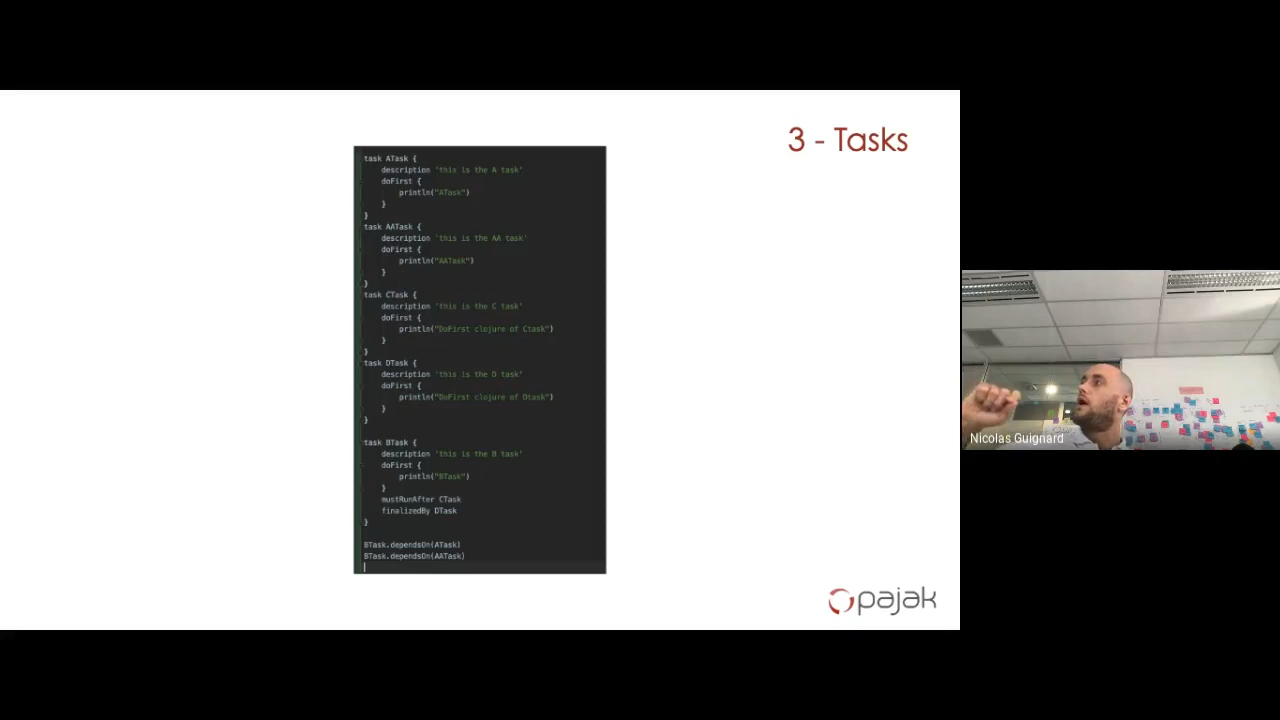 3 - Tasks
task ATask {
description 'this is the A task'
doFirst {
println("ATask")
}
}
task AATask {
description 'this is the AA task'
doFirst {
println("AATask")
}
}
task CTask {
description 'this is the C task'
doFirst {
println("DoFirst clojure of Ctask")
}
}
task DTask {
description 'this is the D task'
doFirst {
println("DoFirst clojure of Dtask")
}
}
task BTask {
description 'this is the B task'
doFirst {
println("BTask")
}
mustRunAfter CTask
finalizedBy DTask
}
BTask.dependsOn(ATask)
BTask.dependsOn(AATask)
pajak
Nicolas Guignard